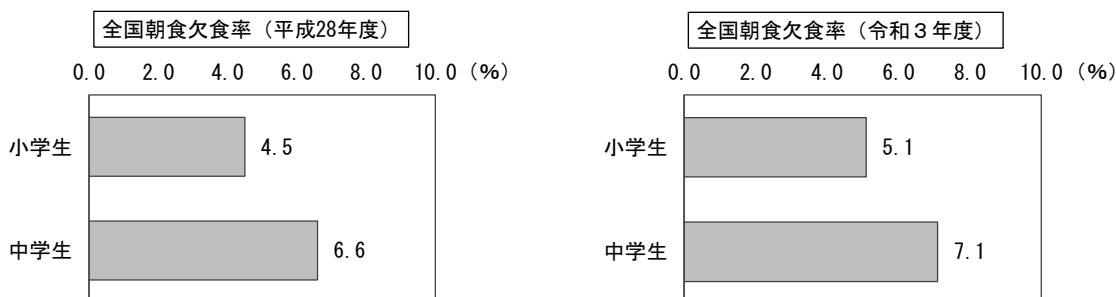 全国朝食欠食率（平成28年度）
0.0 2.0 4.0 6.0 8.0 10.0（%）
小学生 4.5
中学生 6.6
全国朝食欠食率（令和３年度）
0.0 2.0 4.0 6.0 8.0 10.0（%）
小学生 5.1
中学生 7.1